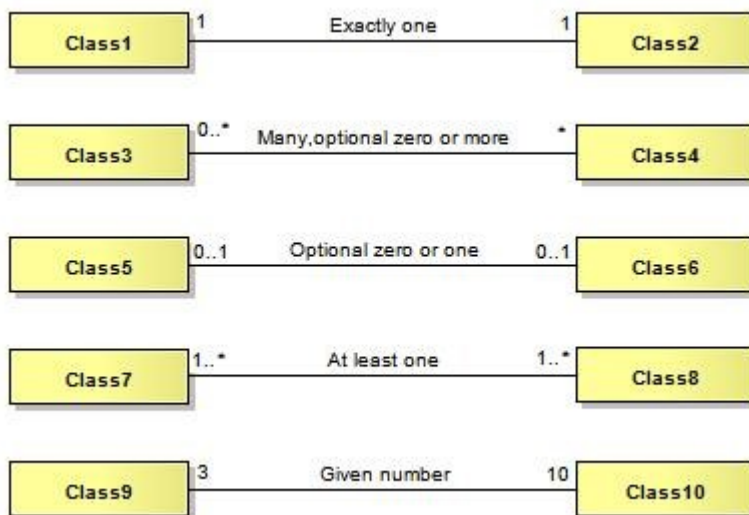 1 Exactly one 1
Class1 Class2
0..* Many,optional zero or more *
Class3 Class4
0..1 Optional zero or one 0..1
Class5 Class6
1..* At least one 1..*
Class7 Class8
3 Given number 10
Class9 Class10